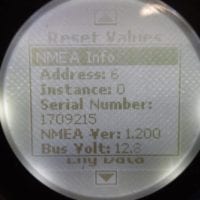 Reset Values
NMEA Info
Address: 6
Instance: 0
Serial Number:
1709215
NMEA Ver: 1.200
Bus Volt: 12.8
Data